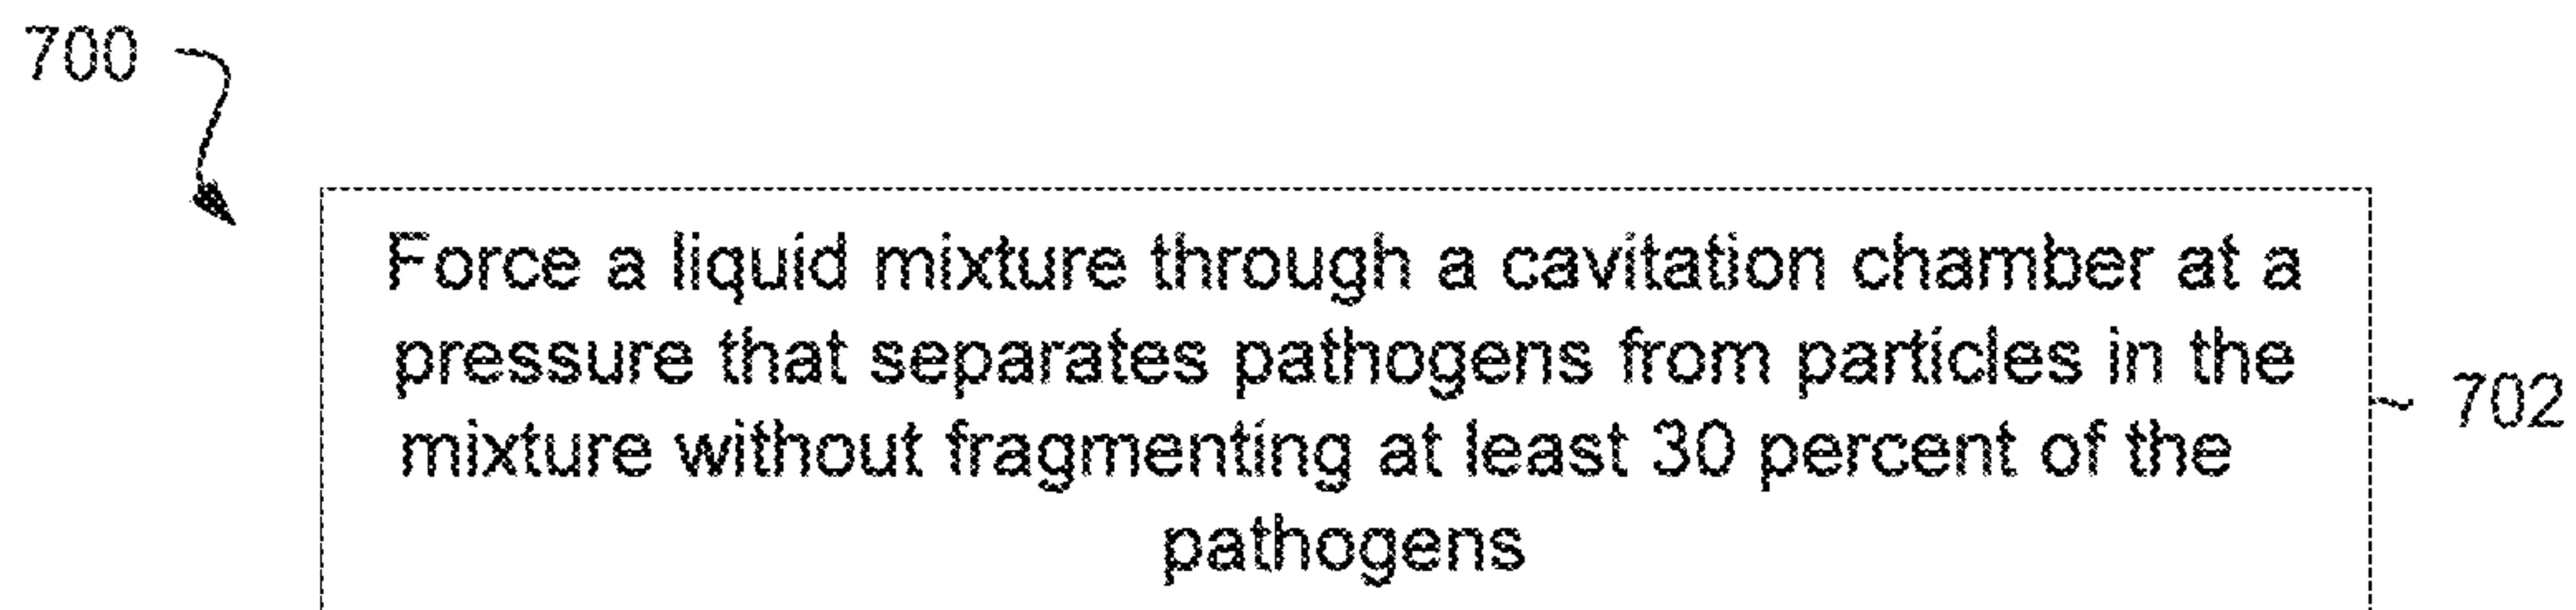 700
Force a liquid mixture through a cavitation chamber at a
pressure that separates pathogens from particles in the
mixture without fragmenting at least 30 percent of the
pathogens
702